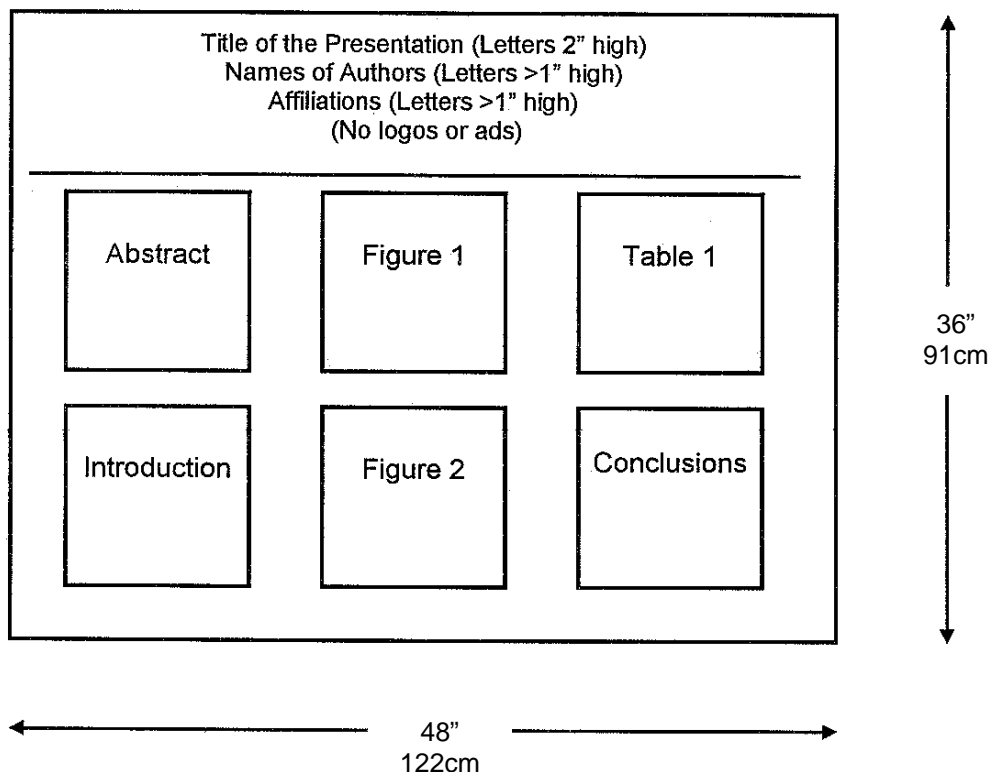 Title of the Presentation (Letters 2” high)
Names of Authors (Letters >1” high)
Affiliations (Letters >1” high)
(No logos or ads)
Abstract
Figure 1
Table 1
Introduction
Figure 2
Conclusions
36”
91cm
48”
122cm